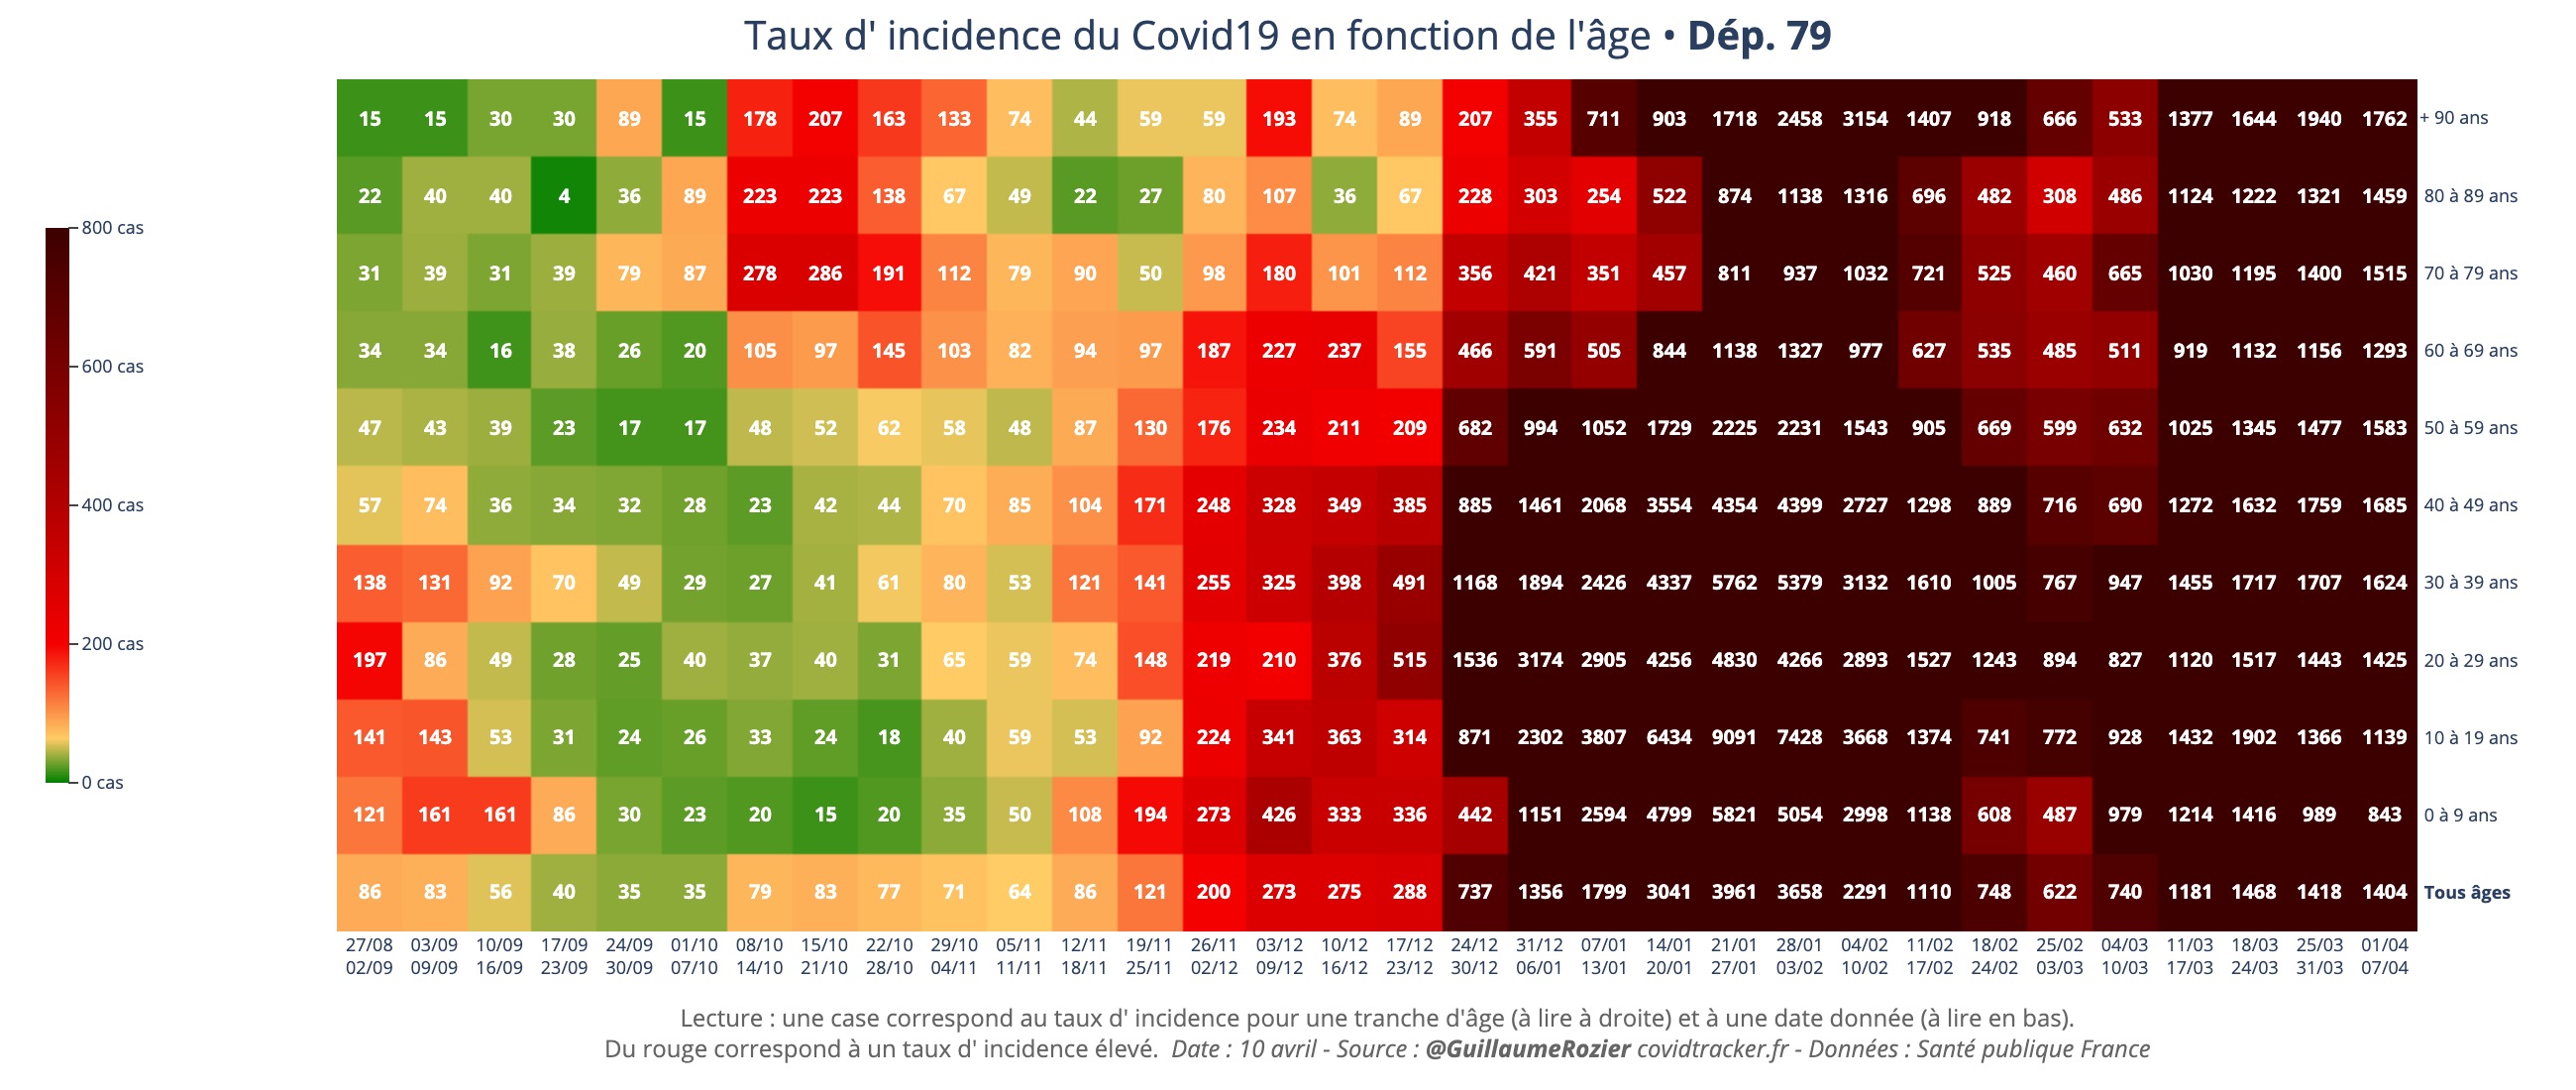 Taux d' incidence du Covid19 en fonction de l'âge • Dép. 79
15 15 30 30 89 15 178 207 163 133 74 44 59 59 193 74 89 207 355 711 903 1718 2458 3154 1407 918 666 533 1377 1644 1940 1762 + 90 ans
22 40 40 4 36 89 223 223 138 67 49 22 27 80 107 36 67 228 303 254 522 874 1138 1316 696 482 308 486 1124 1222 1321 1459 80 à 89 ans
800 cas
31 39 31 39 79 87 278 286 191 112 79 90 50 98 180 101 112 356 421 351 457 811 937 1032 721 525 460 665 1030 1195 1400 1515 70 à 79 ans
34 34 16 38 26 20 105 97 145 103 82 94 97 187 227 237 155 466 591 505 844 1138 1327 977 627 535 485 511 919 1132 1156 1293 60 à 69 ans
600 cas
47 43 39 23 17 17 48 52 62 58 48 87 130 176 234 211 209 682 994 1052 1729 2225 2231 1543 905 669 599 632 1025 1345 1477 1583 50 à 59 ans
400 cas
57 74 36 34 32 28 23 42 44 70 85 104 171 248 328 349 385 885 1461 2068 3554 4354 4399 2727 1298 889 716 690 1272 1632 1759 1685 40 à 49 ans
138 131 92 70 49 29 27 41 61 80 53 121 141 255 325 398 491 1168 1894 2426 4337 5762 5379 3132 1610 1005 767 947 1455 1717 1707 1624 30 à 39 ans
200 cas
197 86 49 28 25 40 37 40 31 65 59 74 148 219 210 376 515 1536 3174 2905 4256 4830 4266 2893 1527 1243 894 827 1120 1517 1443 1425 20 à 29 ans
141 143 53 31 24 26 33 24 18 40 59 53 92 224 341 363 314 871 2302 3807 6434 9091 7428 3668 1374 741 772 928 1432 1902 1366 1139 10 à 19 ans
0 cas
121 161 161 86 30 23 20 15 20 35 50 108 194 273 426 333 336 442 1151 2594 4799 5821 5054 2998 1138 608 487 979 1214 1416 989 843 0 à 9 ans
86 83 56 40 35 35 79 83 77 71 64 86 121 200 273 275 288 737 1356 1799 3041 3961 3658 2291 1110 748 622 740 1181 1468 1418 1404 Tous âges
27/08 03/09 10/09 17/09 24/09 01/10 08/10 15/10 22/10 29/10 05/11 12/11 19/11 26/11 03/12 10/12 17/12 24/12 31/12 07/01 14/01 21/01 28/01 04/02 11/02 18/02 25/02 04/03 11/03 18/03 25/03 01/04
02/09 09/09 16/09 23/09 30/09 07/10 14/10 21/10 28/10 04/11 11/11 18/11 25/11 02/12 09/12 16/12 23/12 30/12 06/01 13/01 20/01 27/01 03/02 10/02 17/02 24/02 03/03 10/03 17/03 24/03 31/03 07/04
Lecture : une case correspond au taux d' incidence pour une tranche d'âge (à lire à droite) et à une date donnée (à lire en bas).
Du rouge correspond à un taux d' incidence élevé. Date : 10 avril - Source : @GuillaumeRozier covidtracker.fr - Données : Santé publique France